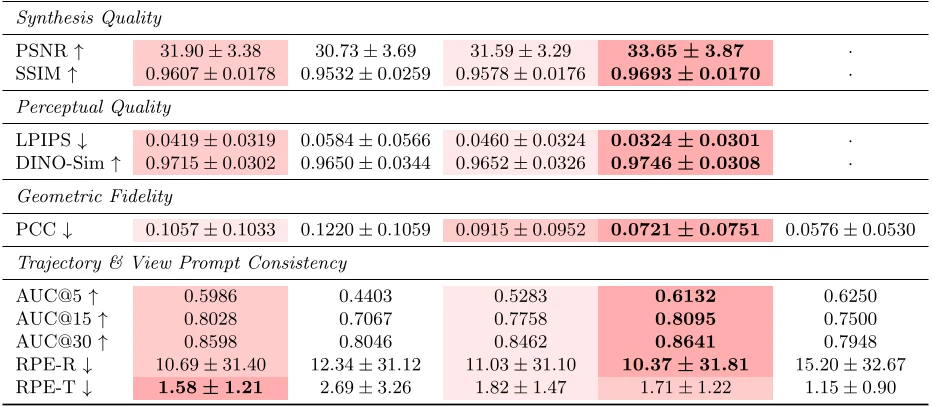 Synthesis Quality
PSNR ↑ 31.90 ± 3.38 30.73 ± 3.69 31.59 ± 3.29 33.65 ± 3.87 ·
SSIM ↑ 0.9607 ± 0.0178 0.9532 ± 0.0259 0.9578 ± 0.0176 0.9693 ± 0.0170 ·
Perceptual Quality
LPIPS ↓ 0.0419 ± 0.0319 0.0584 ± 0.0566 0.0460 ± 0.0324 0.0324 ± 0.0301 ·
DINO-Sim ↑ 0.9715 ± 0.0302 0.9650 ± 0.0344 0.9652 ± 0.0326 0.9746 ± 0.0308 ·
Geometric Fidelity
PCC ↓ 0.1057 ± 0.1033 0.1220 ± 0.1059 0.0915 ± 0.0952 0.0721 ± 0.0751 0.0576 ± 0.0530
Trajectory & View Prompt Consistency
AUC@5 ↑ 0.5986 0.4403 0.5283 0.6132 0.6250
AUC@15 ↑ 0.8028 0.7067 0.7758 0.8095 0.7500
AUC@30 ↑ 0.8598 0.8046 0.8462 0.8641 0.7948
RPE-R ↓ 10.69 ± 31.40 12.34 ± 31.12 11.03 ± 31.10 10.37 ± 31.81 15.20 ± 32.67
RPE-T ↓ 1.58 ± 1.21 2.69 ± 3.26 1.82 ± 1.47 1.71 ± 1.22 1.15 ± 0.90